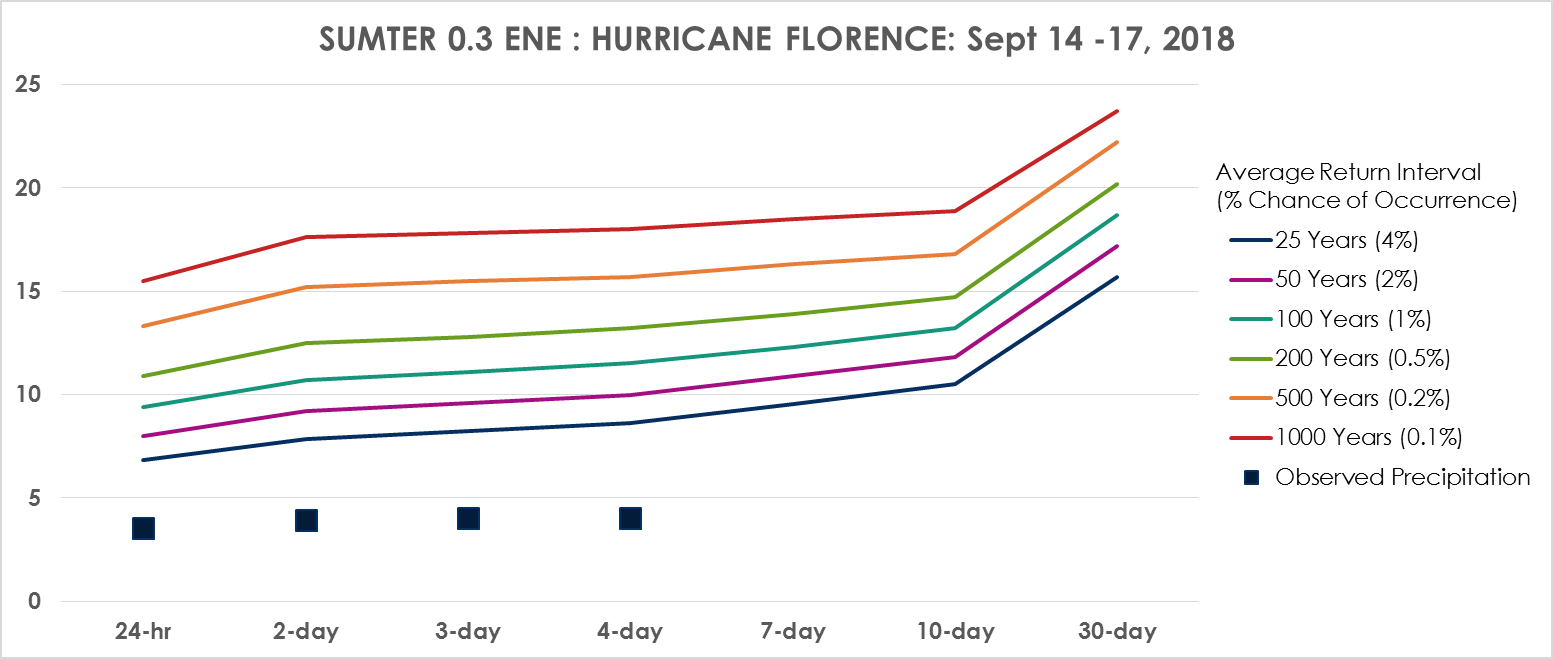 SUMTER 0.3 ENE : HURRICANE FLORENCE: Sept 14 -17, 2018
25
20
15
10
5
0
24-hr 2-day 3-day 4-day 7-day 10-day 30-day
Average Return Interval
(% Chance of Occurrence)
25 Years (4%)
50 Years (2%)
100 Years (1%)
200 Years (0.5%)
500 Years (0.2%)
1000 Years (0.1%)
Observed Precipitation